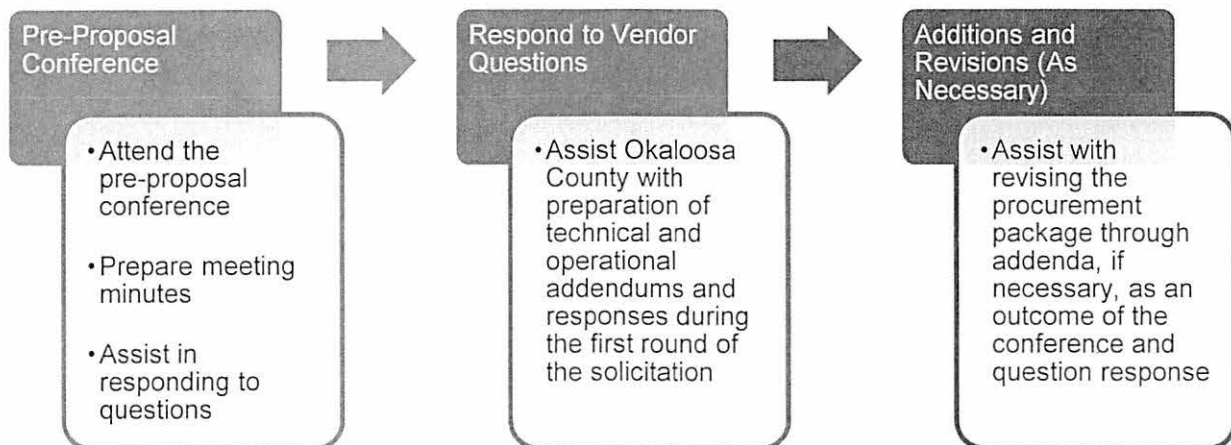 Pre-Proposal
Conference
•Attend the
pre-proposal
conference
•Prepare meeting
minutes
•Assist in
responding to
questions
Respond to Vendor
Questions
•Assist Okaloosa
County with
preparation of
technical and
operational
addendums and
responses during
the first round of
the solicitation
Additions and
Revisions (As
Necessary)
•Assist with
revising the
procurement
package through
addenda, if
necessary, as an
outcome of the
conference and
question response